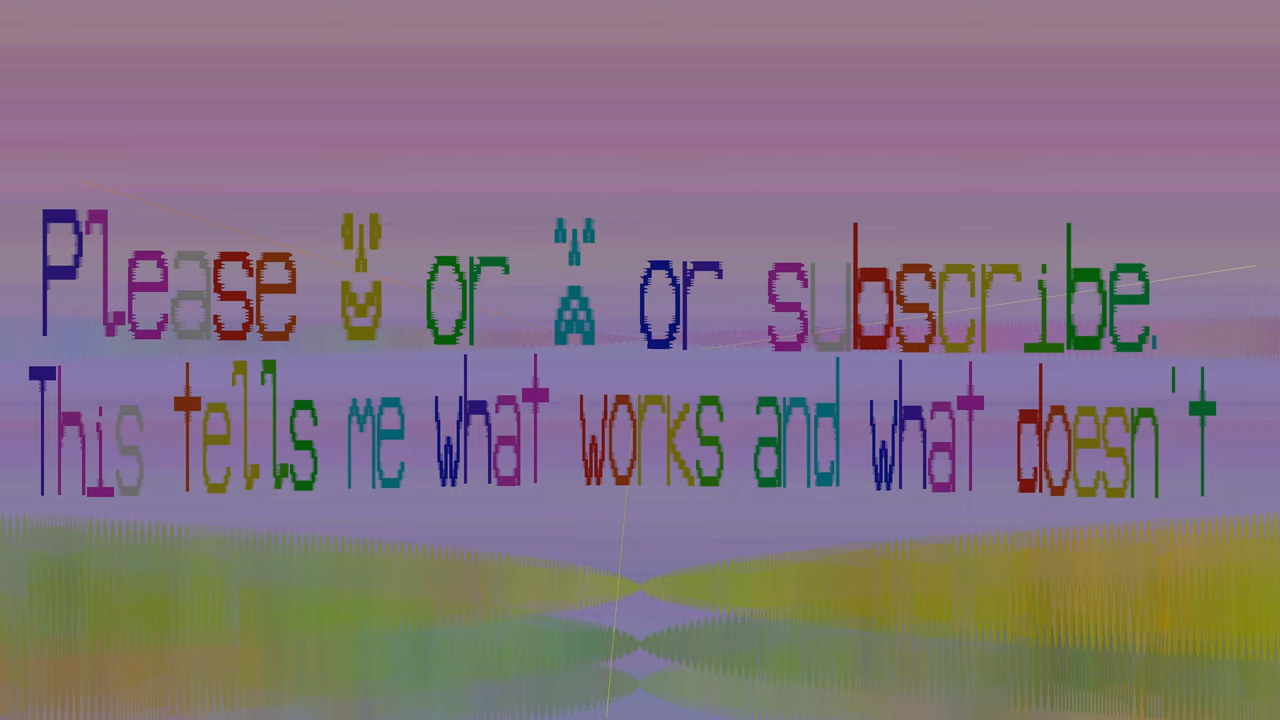 Please or or subscribe.
This tells me what works and what doesn't